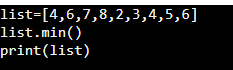 list=[4,6,7,8,2,3,4,5,6]
list.min()
print(list)